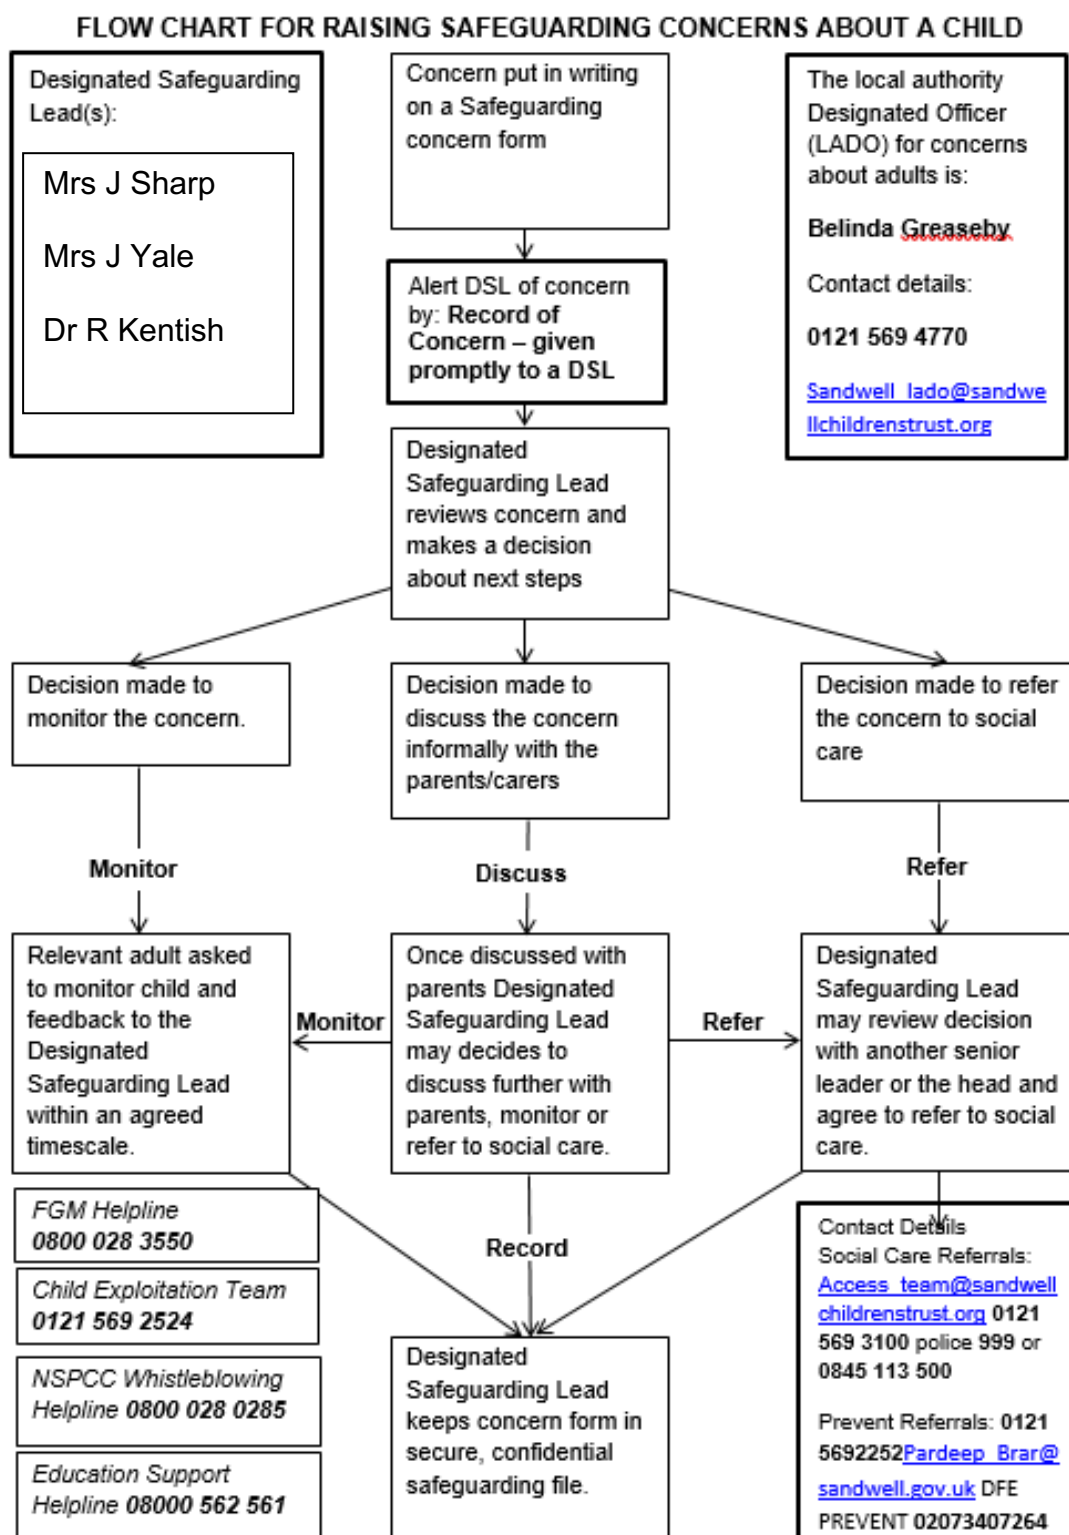 FLOW CHART FOR RAISING SAFEGUARDING CONCERNS ABOUT A CHILD
Designated Safeguarding
Lead(s):
Mrs J Sharp
Mrs J Yale
Dr R Kentish
Concern put in writing
on a Safeguarding
concern form
The local authority
Designated Officer
(LADO) for concerns
about adults is:
Belinda Greaseby
Contact details:
0121 569 4770
Sandwell_lado@sandwe
llchildrenstrust.org
Alert DSL of concern
by: Record of
Concern – given
promptly to a DSL
Designated
Safeguarding Lead
reviews concern and
makes a decision
about next steps
Decision made to
monitor the concern.
Decision made to
discuss the concern
informally with the
parents/carers
Decision made to refer
the concern to social
care
Monitor
Discuss
Refer
Relevant adult asked
to monitor child and
feedback to the
Designated
Safeguarding Lead
within an agreed
timescale.
Monitor
Once discussed with
parents Designated
Safeguarding Lead
may decides to
discuss further with
parents, monitor or
refer to social care.
Refer
Designated
Safeguarding Lead
may review decision
with another senior
leader or the head and
agree to refer to social
care.
FGM Helpline
0800 028 3550
Child Exploitation Team
0121 569 2524
NSPCC Whistleblowing
Helpline 0800 028 0285
Education Support
Helpline 08000 562 561
Record
Designated
Safeguarding Lead
keeps concern form in
secure, confidential
safeguarding file.
Contact Details
Social Care Referrals:
Access_team@sandwell
childrenstrust.org 0121
569 3100 police 999 or
0845 113 500
Prevent Referrals: 0121
5692252Pardeep_Brar@
sandwell.gov.uk DFE
PREVENT 02073407264